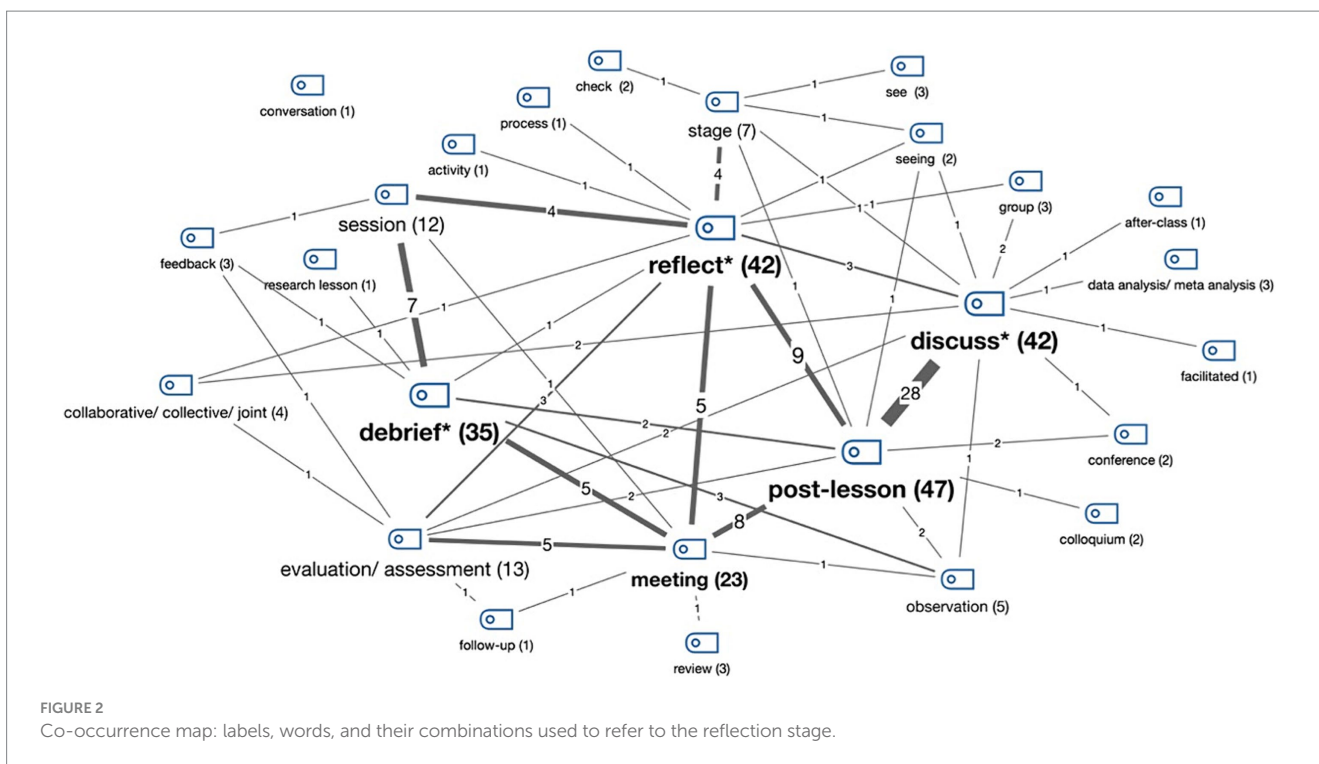 check (2)
see (3)
conversation (1)
process (1)
stage (7)
seeing (2)
activity (1)
group (3)
session (12)
after-class (1)
feedback (3)
research lesson (1)
reflect* (42)
data analysis/ meta analysis (3)
discuss* (42)
facilitated (1)
collaborative/ collective/ joint (4)
debrief* (35)
conference (2)
post-lesson (47)
colloquium (2)
evaluation/ assessment (13)
meeting (23)
observation (5)
follow-up (1)
review (3)
1
1
1
1
4
1
1
1
1
1
4
1
1
2
3
1
1
1
1
7
1
1
1
1
1
2
1
9
1
28
1
1
3
5
2
2
2
1
5
2
3
1
1
8
2
5
1
1
1
1
FIGURE 2
Co-occurrence map: labels, words, and their combinations used to refer to the reflection stage.